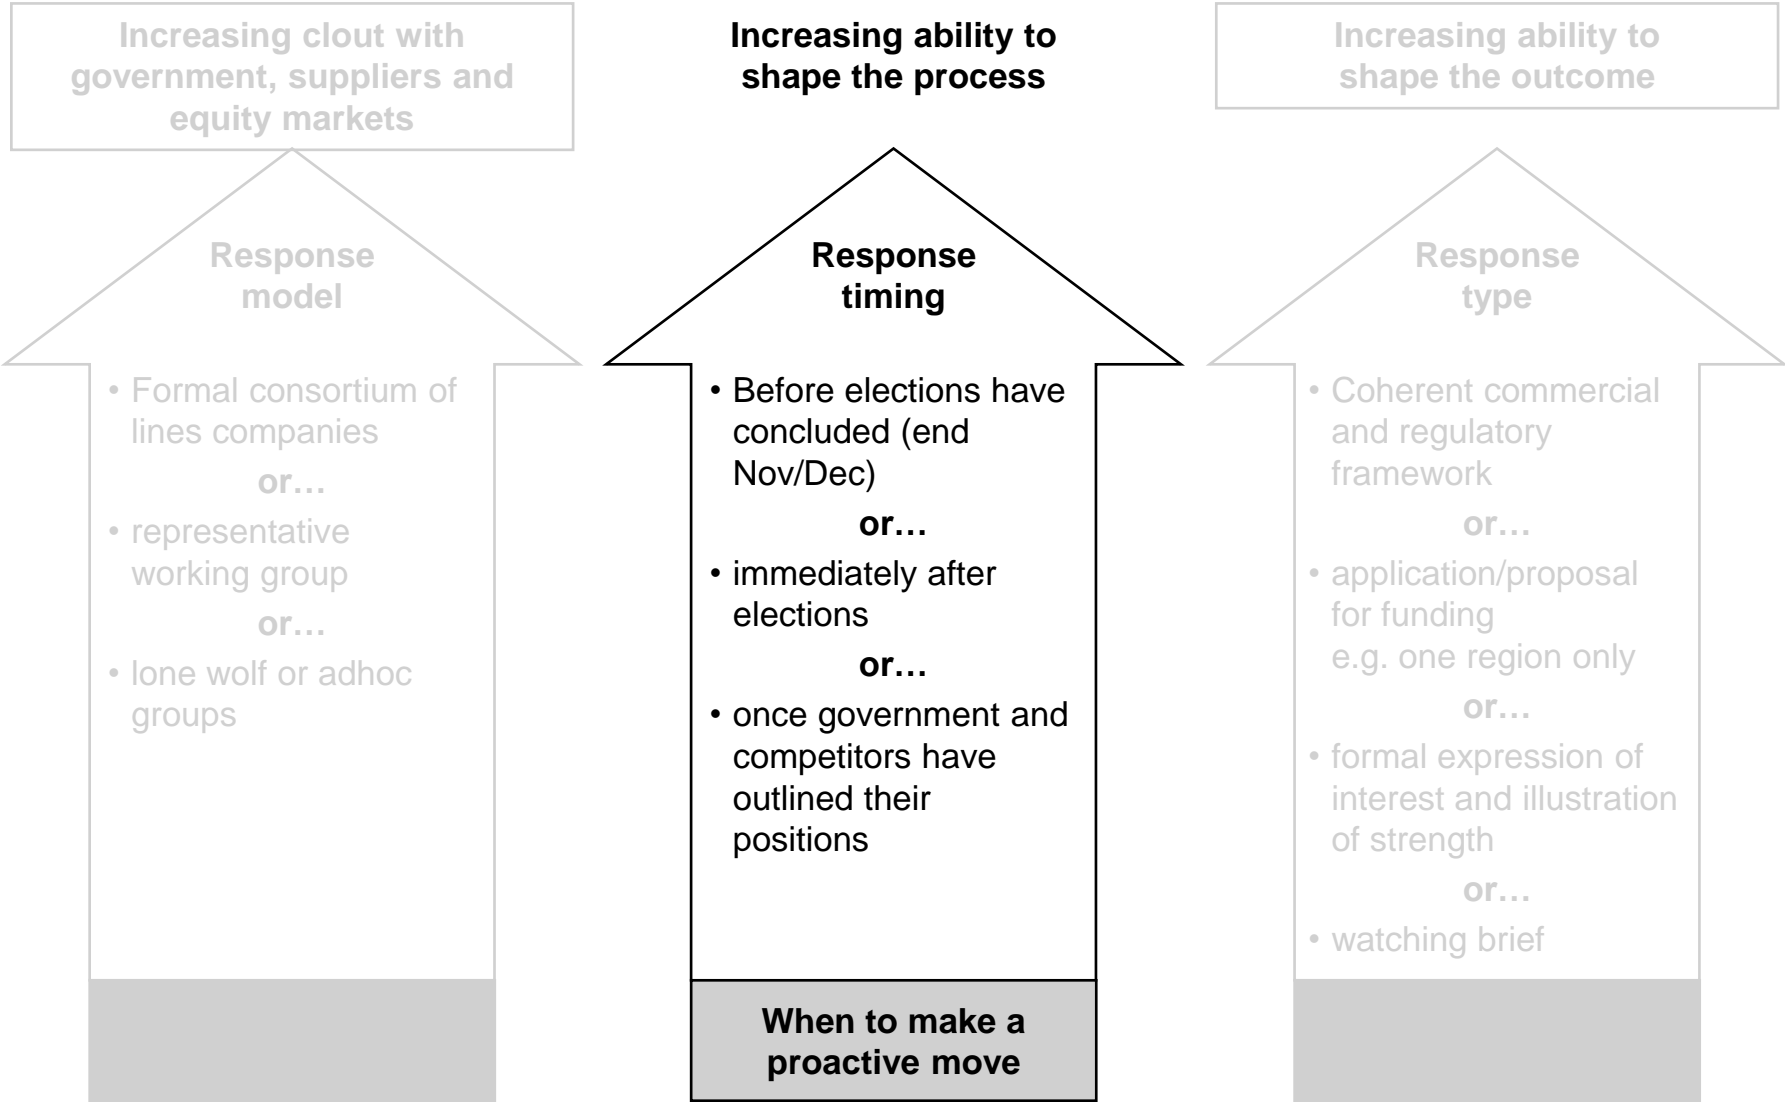 Increasing clout with
government, suppliers and
equity markets
Response
model
• Formal consortium of
lines companies
or…
• representative
working group
or…
• lone wolf or adhoc
groups
Increasing ability to
shape the process
Response
timing
• Before elections have
concluded (end
Nov/Dec)
or…
• immediately after
elections
or…
• once government and
competitors have
outlined their
positions
When to make a
proactive move
Increasing ability to
shape the outcome
Response
type
• Coherent commercial
and regulatory
framework
or…
• application/proposal
for funding
e.g. one region only
or…
• formal expression of
interest and illustration
of strength
or…
• watching brief